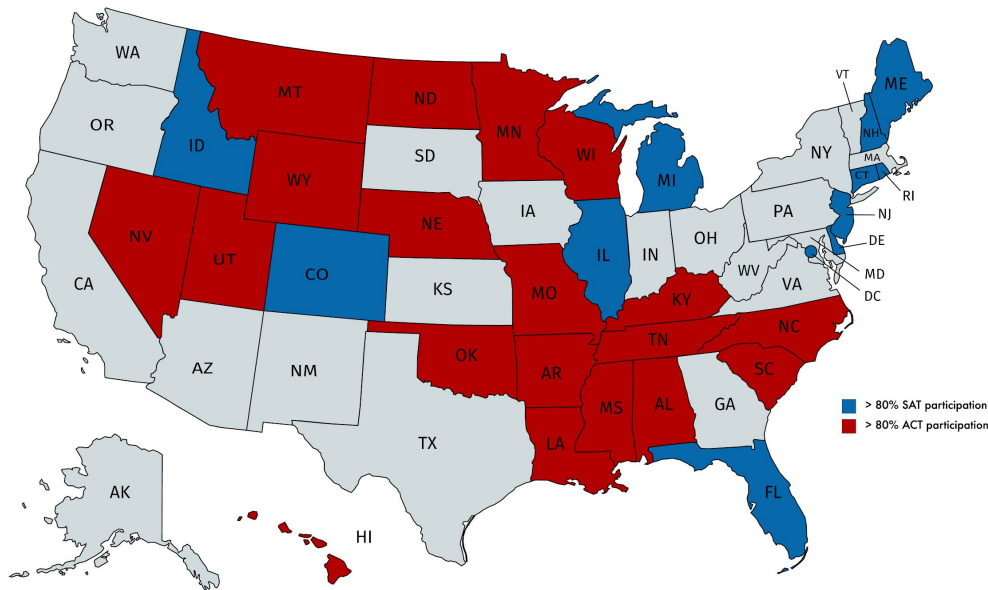 WA
MT
ND
MN
VT
ME
OR
ID
SD
WI
NH
WY
MI
NY
MA
CT
RI
NV
UT
NE
IA
PA
NJ
CO
IL
IN
OH
DE
CA
KS
MO
WV
VA
MD
KY
DC
AZ
NM
OK
TN
NC
AR
SC
MS
AL
GA
> 80% SAT participation
> 80% ACT participation
TX
LA
AK
FL
HI